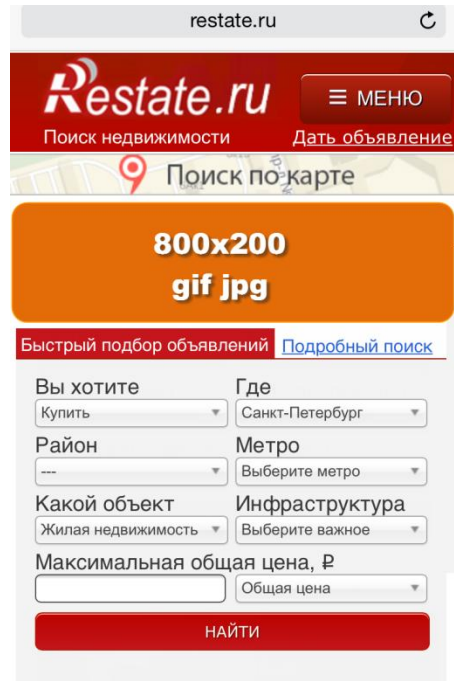 restate.ru
Restate.ru
МЕНЮ
Поиск недвижимости
Дать объявление
Поиск по карте
800x200
gif jpg
Быстрый подбор объявлений
Подробный поиск
Вы хотите
Где
Купить
Санкт-Петербург
Район
Метро
---
Выберите метро
Какой объект
Инфраструктура
Жилая недвижимость
Выберите важное
Максимальная общая цена, ₽
Общая цена
НАЙТИ